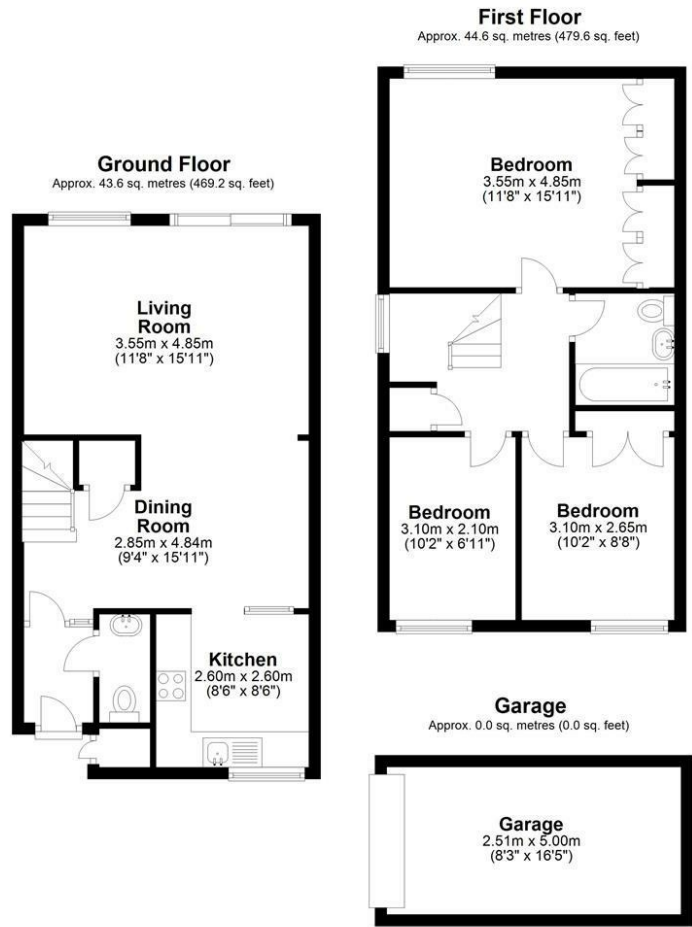 Ground Floor
Approx. 43.6 sq. metres (469.2 sq. feet)
Living
Room
3.55m x 4.85m
(11'8" x 15'11")
Dining
Room
2.85m x 4.84m
(9'4" x 15'11")
Kitchen
2.60m x 2.60m
(8'6" x 8'6")
First Floor
Approx. 44.6 sq. metres (479.6 sq. feet)
Bedroom
3.55m x 4.85m
(11'8" x 15'11")
Bedroom
3.10m x 2.10m
(10'2" x 6'11")
Bedroom
3.10m x 2.65m
(10'2" x 8'8")
Garage
Approx. 0.0 sq. metres (0.0 sq. feet)
Garage
2.51m x 5.00m
(8'3" x 16'5")